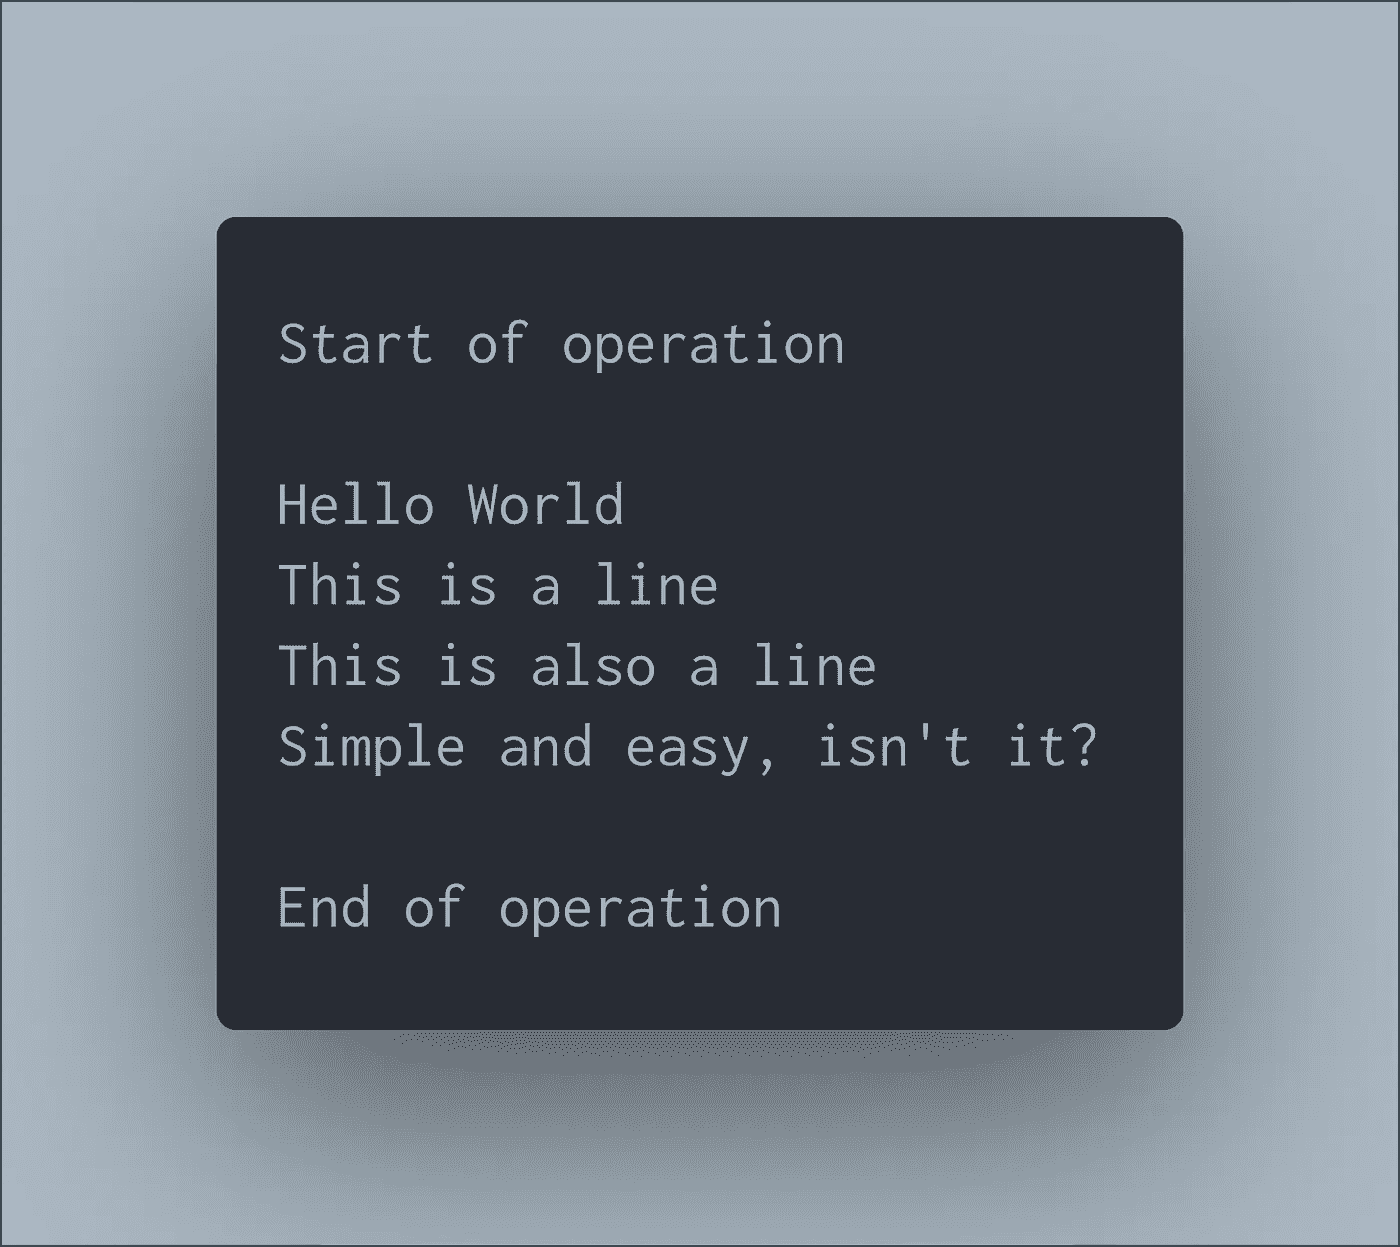 Start of operation
Hello World
This is a line
This is also a line
Simple and easy, isn't it?
End of operation